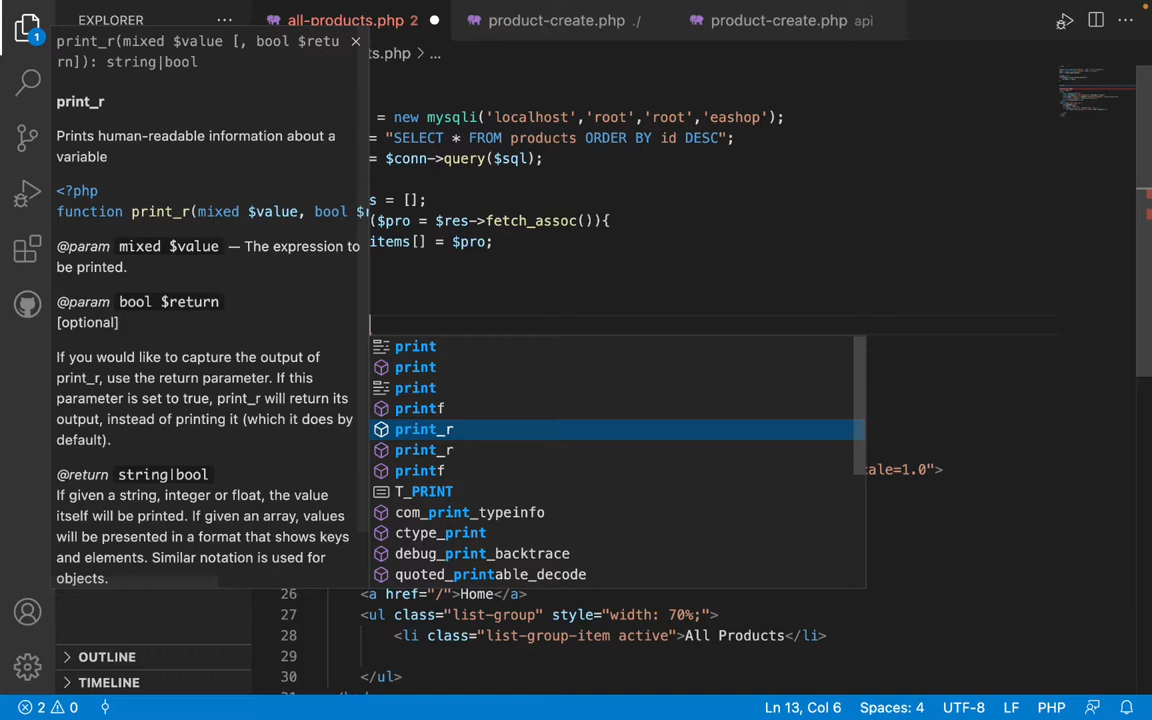 EXPLORER
all-products.php 2
product-create.php ./
product-create.php api
ts.php > ...
print_r(mixed $value [, bool $retu
rn]): string|bool
print_r
Prints human-readable information about a
variable
<?php
function print_r(mixed $value, bool $r
@param mixed $value — The expression to
be printed.
@param bool $return
[optional]
If you would like to capture the output of
print_r, use the return parameter. If this
parameter is set to true, print_r will return its
output, instead of printing it (which it does by
default).
@return string|bool
If given a string, integer or float, the value
itself will be printed. If given an array, values
will be presented in a format that shows keys
and elements. Similar notation is used for
objects.
1
= new mysqli('localhost','root','root','eashop');
= "SELECT * FROM products ORDER BY id DESC";
= $conn->query($sql);
s = [];
($pro = $res->fetch_assoc()){
items[] = $pro;
print
print
print
printf
print_r
print_r
printf
T_PRINT
com_print_typeinfo
ctype_print
debug_print_backtrace
quoted_printable_decode
cale=1.0">
26 <a href="/">Home</a>
27 <ul class="list-group" style="width: 70%;">
28 <li class="list-group-item active">All Products</li>
29
30 </ul>
OUTLINE
TIMELINE
2 0
Ln 13, Col 6
Spaces: 4
UTF-8
LF
PHP